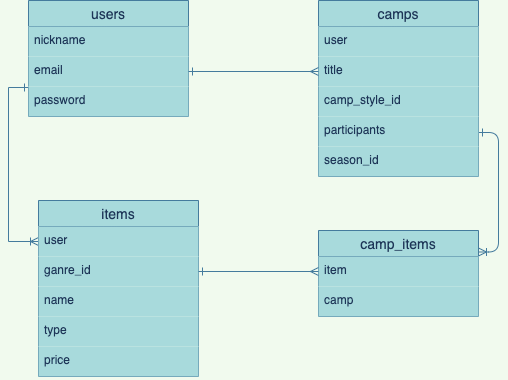 users
nickname
email
password
camps
user
title
camp_style_id
participants
season_id
items
user
ganre_id
name
type
price
camp_items
item
camp